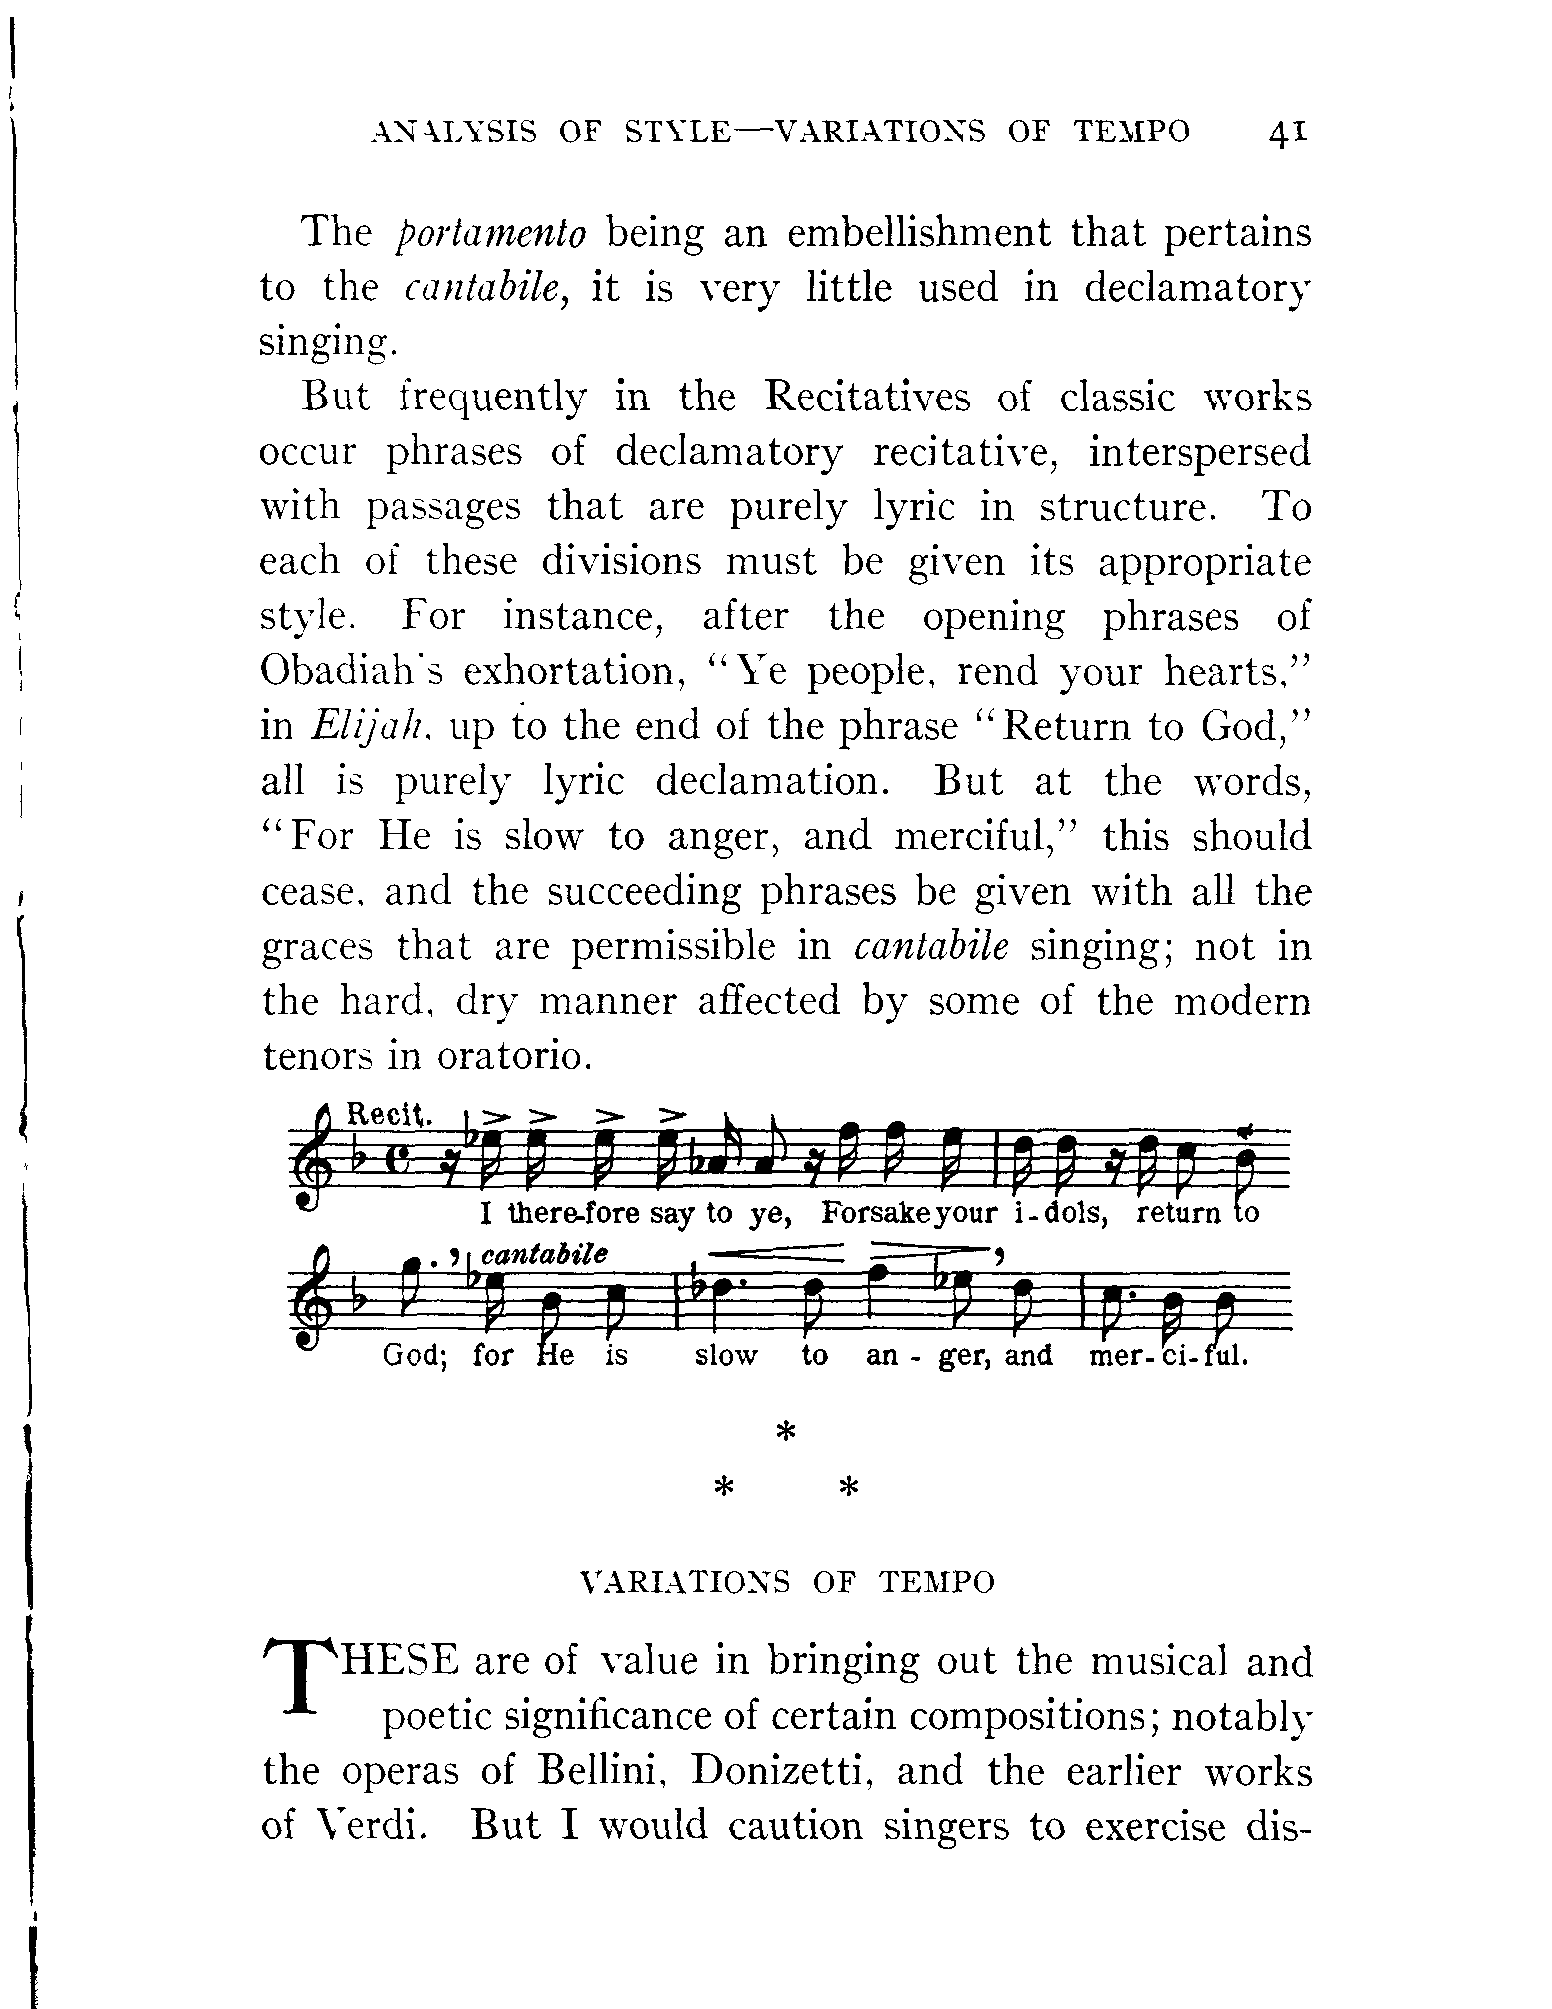 ANALYSIS OF STYLE—VARIATIONS OF TEMPO 41
The portamento being an embellishment that pertains
to the cantabile, it is very little used in declamatory
singing.
But frequently in the Recitatives of classic works
occur phrases of declamatory recitative, interspersed
with passages that are purely lyric in structure. To
each of these divisions must be given its appropriate
style. For instance, after the opening phrases of
Obadiah's exhortation, "Ye people, rend your hearts,"
in Elijah, up to the end of the phrase "Return to God,"
all is purely lyric declamation. But at the words,
"For He is slow to anger, and merciful," this should
cease, and the succeeding phrases be given with all the
graces that are permissible in cantabile singing; not in
the hard, dry manner affected by some of the modern
tenors in oratorio.
Recit.
I there-fore say to ye, Forsake your i-dols, return to
cantabile
God; for He is slow to an - ger, and mer-ci-ful.
*
* *
VARIATIONS OF TEMPO
THESE are of value in bringing out the musical and
poetic significance of certain compositions; notably
the operas of Bellini, Donizetti, and the earlier works
of Verdi. But I would caution singers to exercise dis-